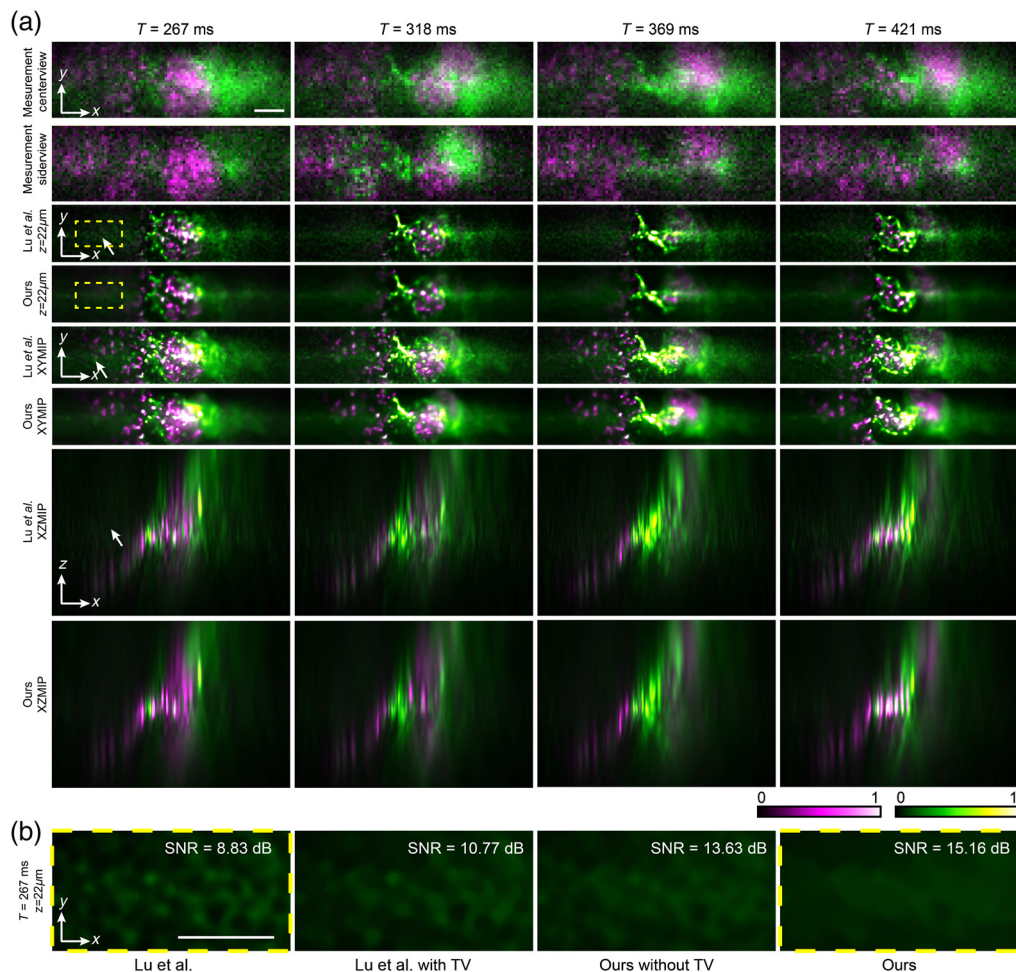 (a)
T = 267 ms
T = 318 ms
T = 369 ms
T = 421 ms
Mesurement
centerview
y
x
Mesurement
siderview
Lu et al.
z=22μm
y
x
Ours
z=22μm
Lu et al.
XYMIP
y
x
Ours
XYMIP
Lu et al.
XZMIP
z
x
Ours
XZMIP
0
1
0
1
(b)
T = 267 ms
z=22μm
y
x
SNR = 8.83 dB
SNR = 10.77 dB
SNR = 13.63 dB
SNR = 15.16 dB
Lu et al.
Lu et al. with TV
Ours without TV
Ours